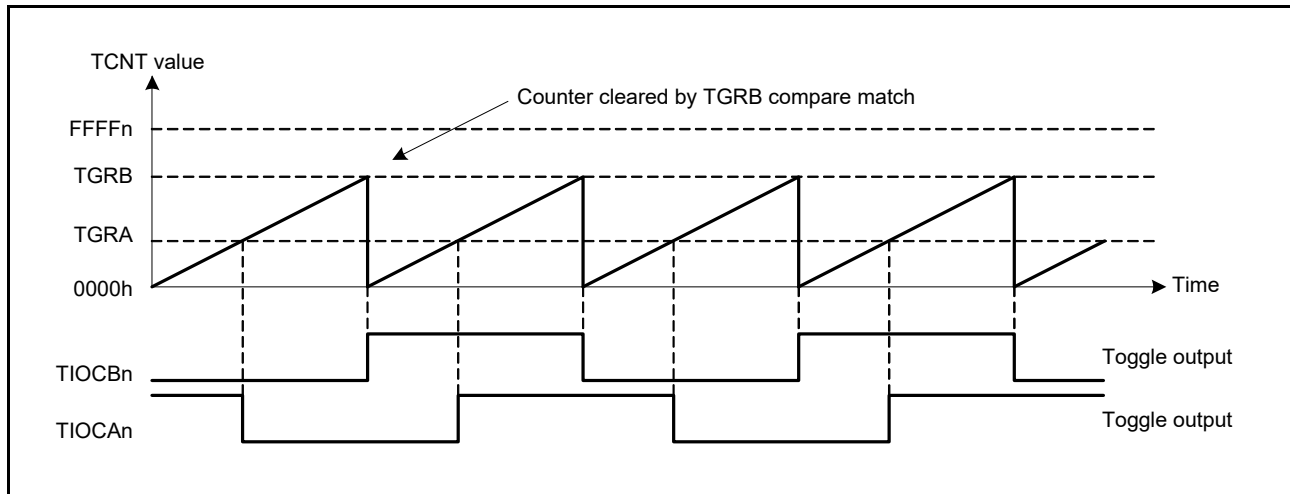 TCNT value
Counter cleared by TGRB compare match
FFFFn
TGRB
TGRA
0000h
Time
TIOCBn
Toggle output
TIOCAn
Toggle output